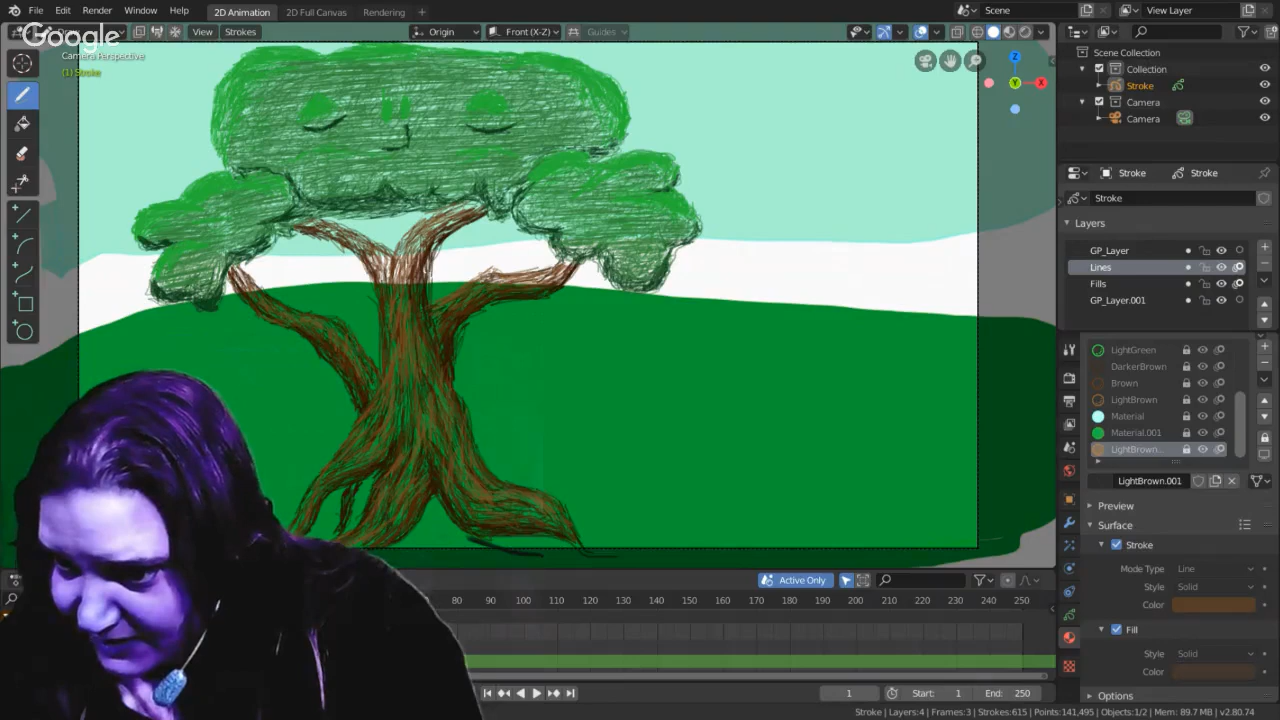 File Edit Render Window Help 2D Animation 2D Full Canvas Rendering + Scene View Layer
View Strokes Origin Front (X-Z) Guides
Google
Camera Perspective
(1) Stroke
Z
Y
X
Scene Collection
Collection
Stroke
Camera
Camera
Stroke Stroke
Stroke
Layers
GP_Layer
Lines
Fills
GP_Layer.001
LightGreen
DarkerBrown
Brown
LightBrown
Material
Material.001
LightBrown...
LightBrown.001
Preview
Surface
Stroke
Mode Type Line
Style Solid
Color
Fill
Style Solid
Color
Options
Active Only
80 90 100 110 120 130 140 150 160 170 180 190 200 210 220 230 240 250
1 Start: 1 End: 250
Stroke | Layers:4 | Frames:3 | Strokes:615 | Points:141,495 | Objects:1/2 | Mem: 89.7 MB | v2.80.74